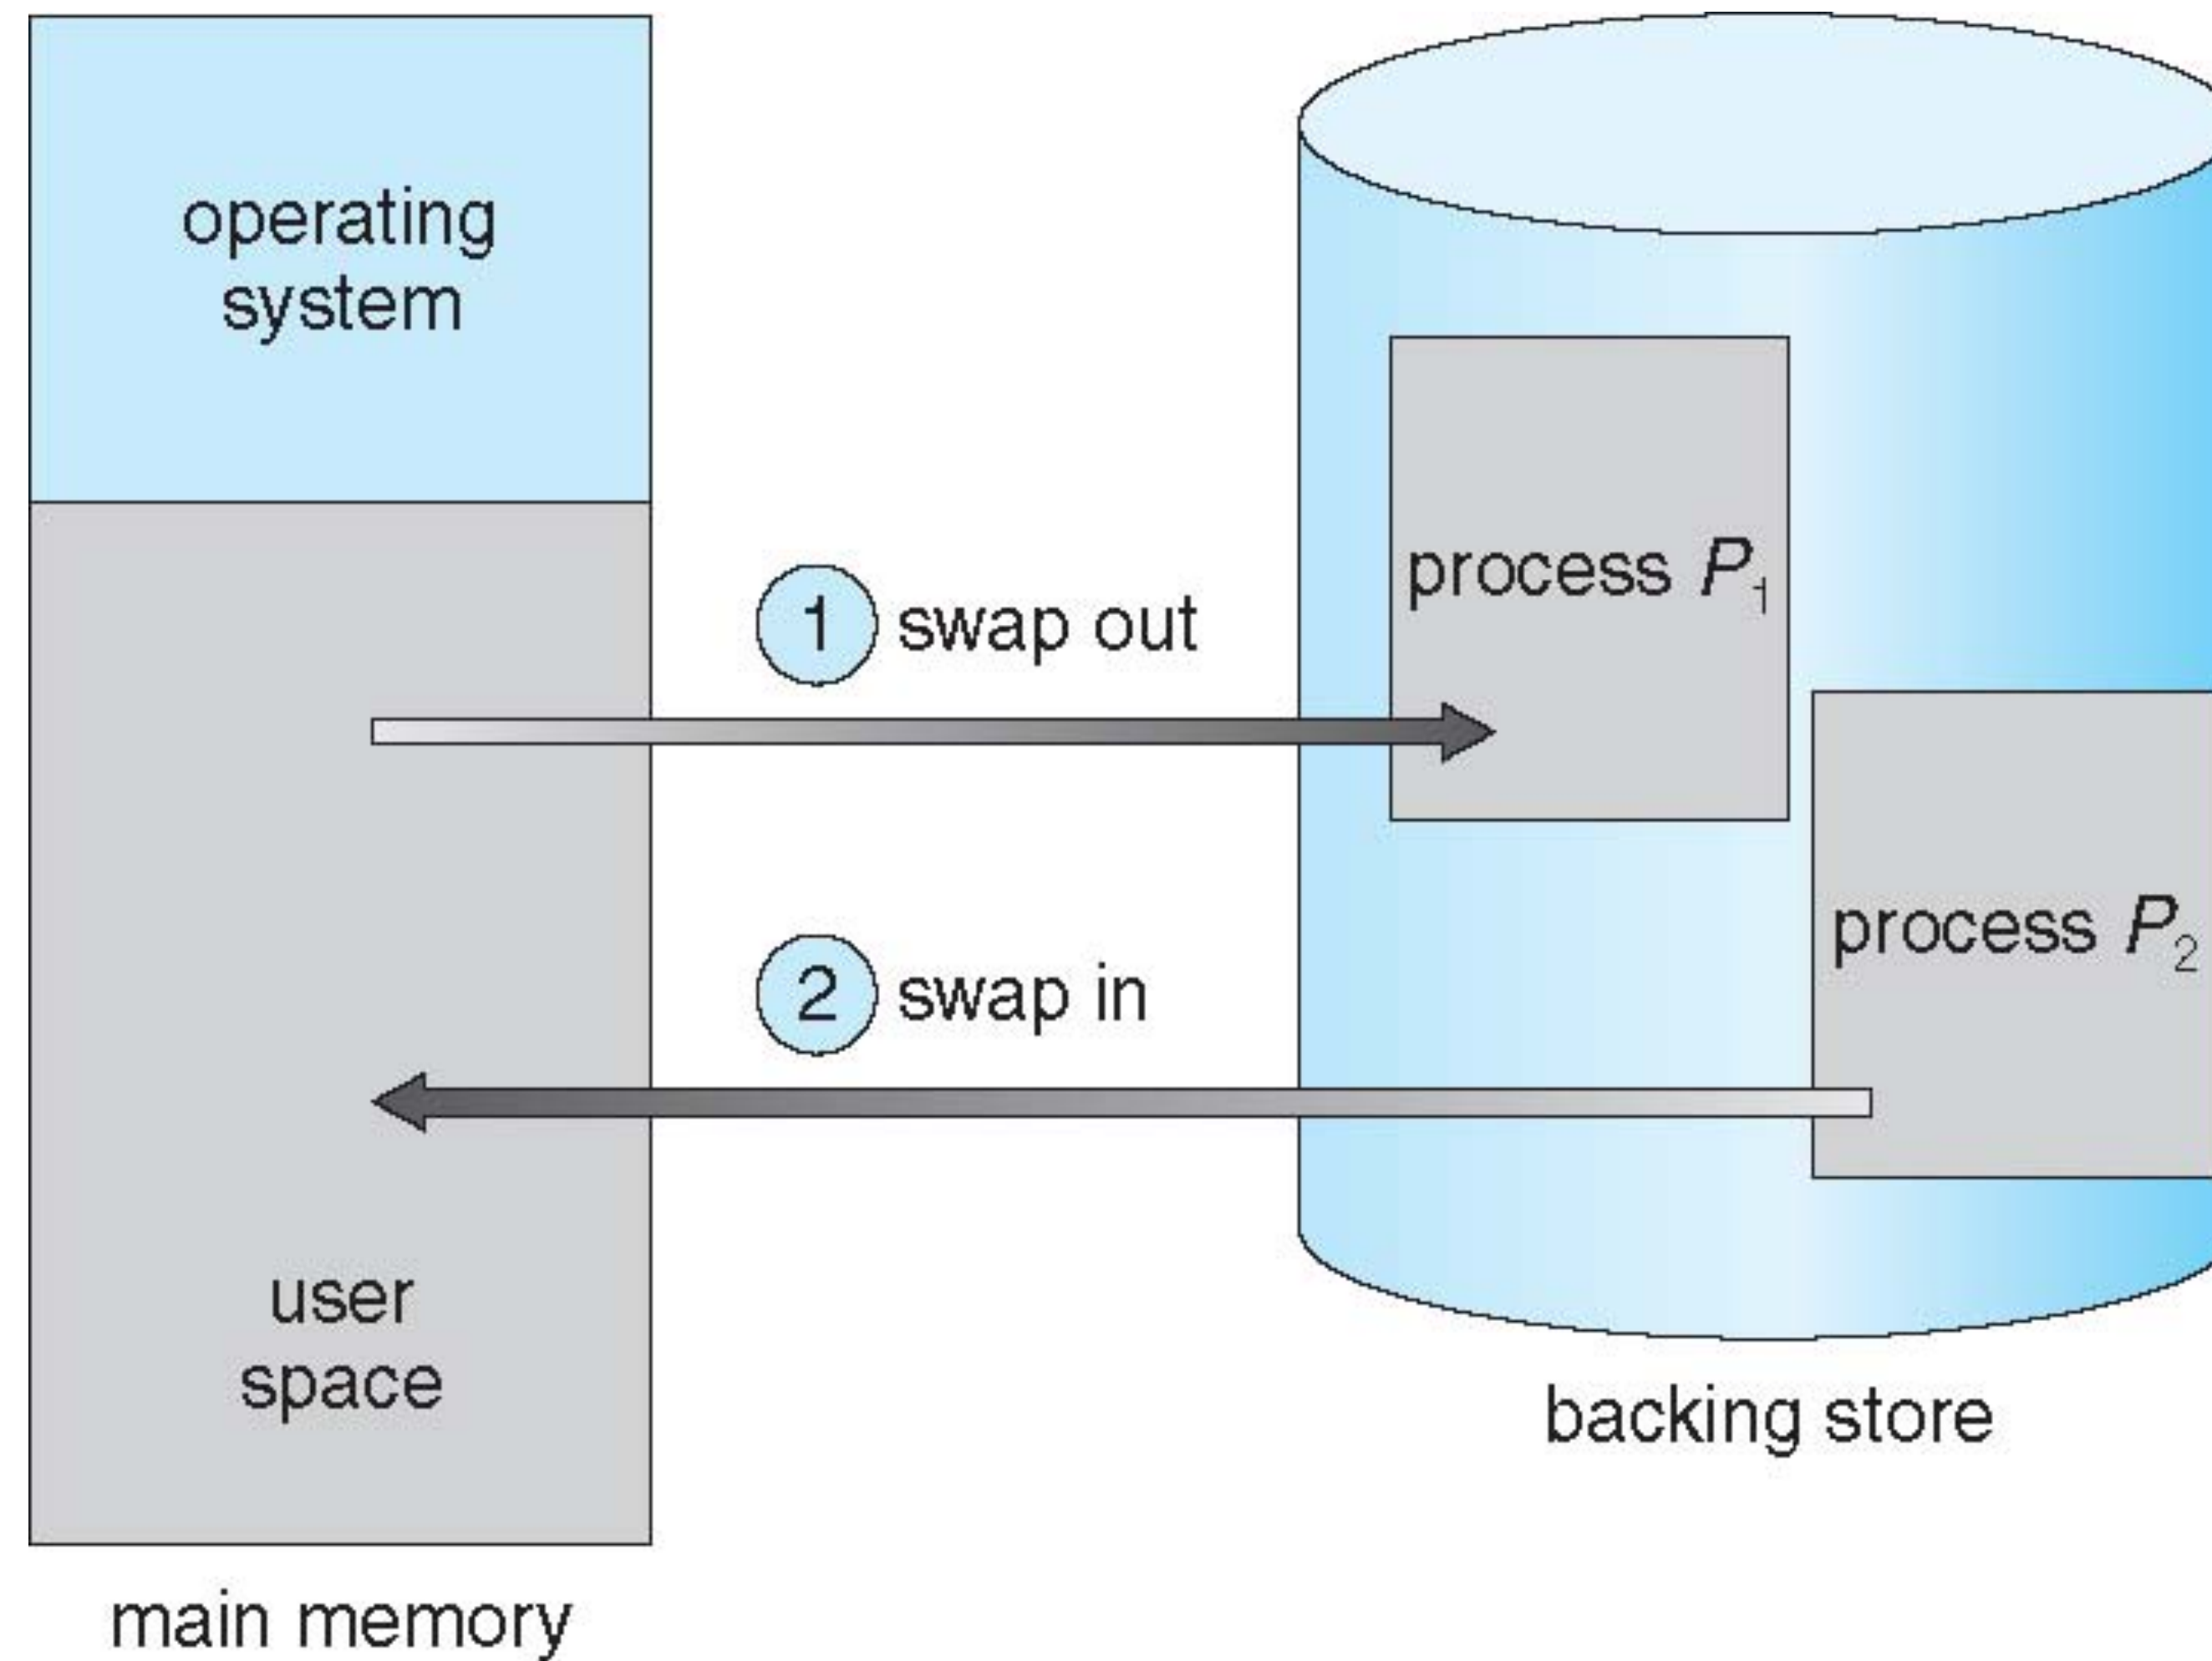 operating
system
1 swap out
process P₁
process P₂
2 swap in
user
space
backing store
main memory